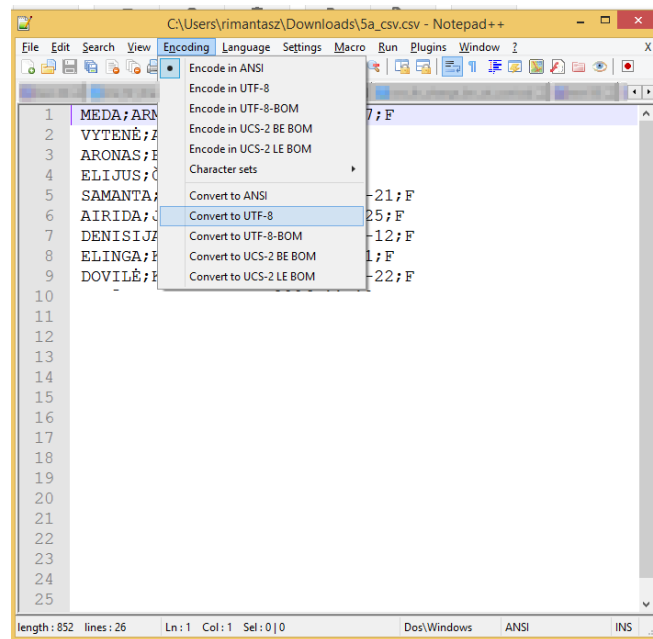 C:\Users\rimantasz\Downloads\5a_csv.csv - Notepad++
File Edit Search View Encoding Language Settings Macro Run Plugins Window ? X
Encode in ANSI
Encode in UTF-8
Encode in UTF-8-BOM
Encode in UCS-2 BE BOM
Encode in UCS-2 LE BOM
Character sets
Convert to ANSI
Convert to UTF-8
Convert to UTF-8-BOM
Convert to UCS-2 BE BOM
Convert to UCS-2 LE BOM
1 MEDA;ARN 7;F
2 VYTENĖ;
3 ARONAS;
4 ELIJUS;
5 SAMANTA; -21;F
6 AIRIDA; 25;F
7 DENISIJA -12;F
8 ELINGA; 1;F
9 DOVILĖ; -22;F
10
11
12
13
14
15
16
17
18
19
20
21
22
23
24
25
length : 852 lines : 26 Ln : 1 Col : 1 Sel : 0 | 0 Dos\Windows ANSI INS